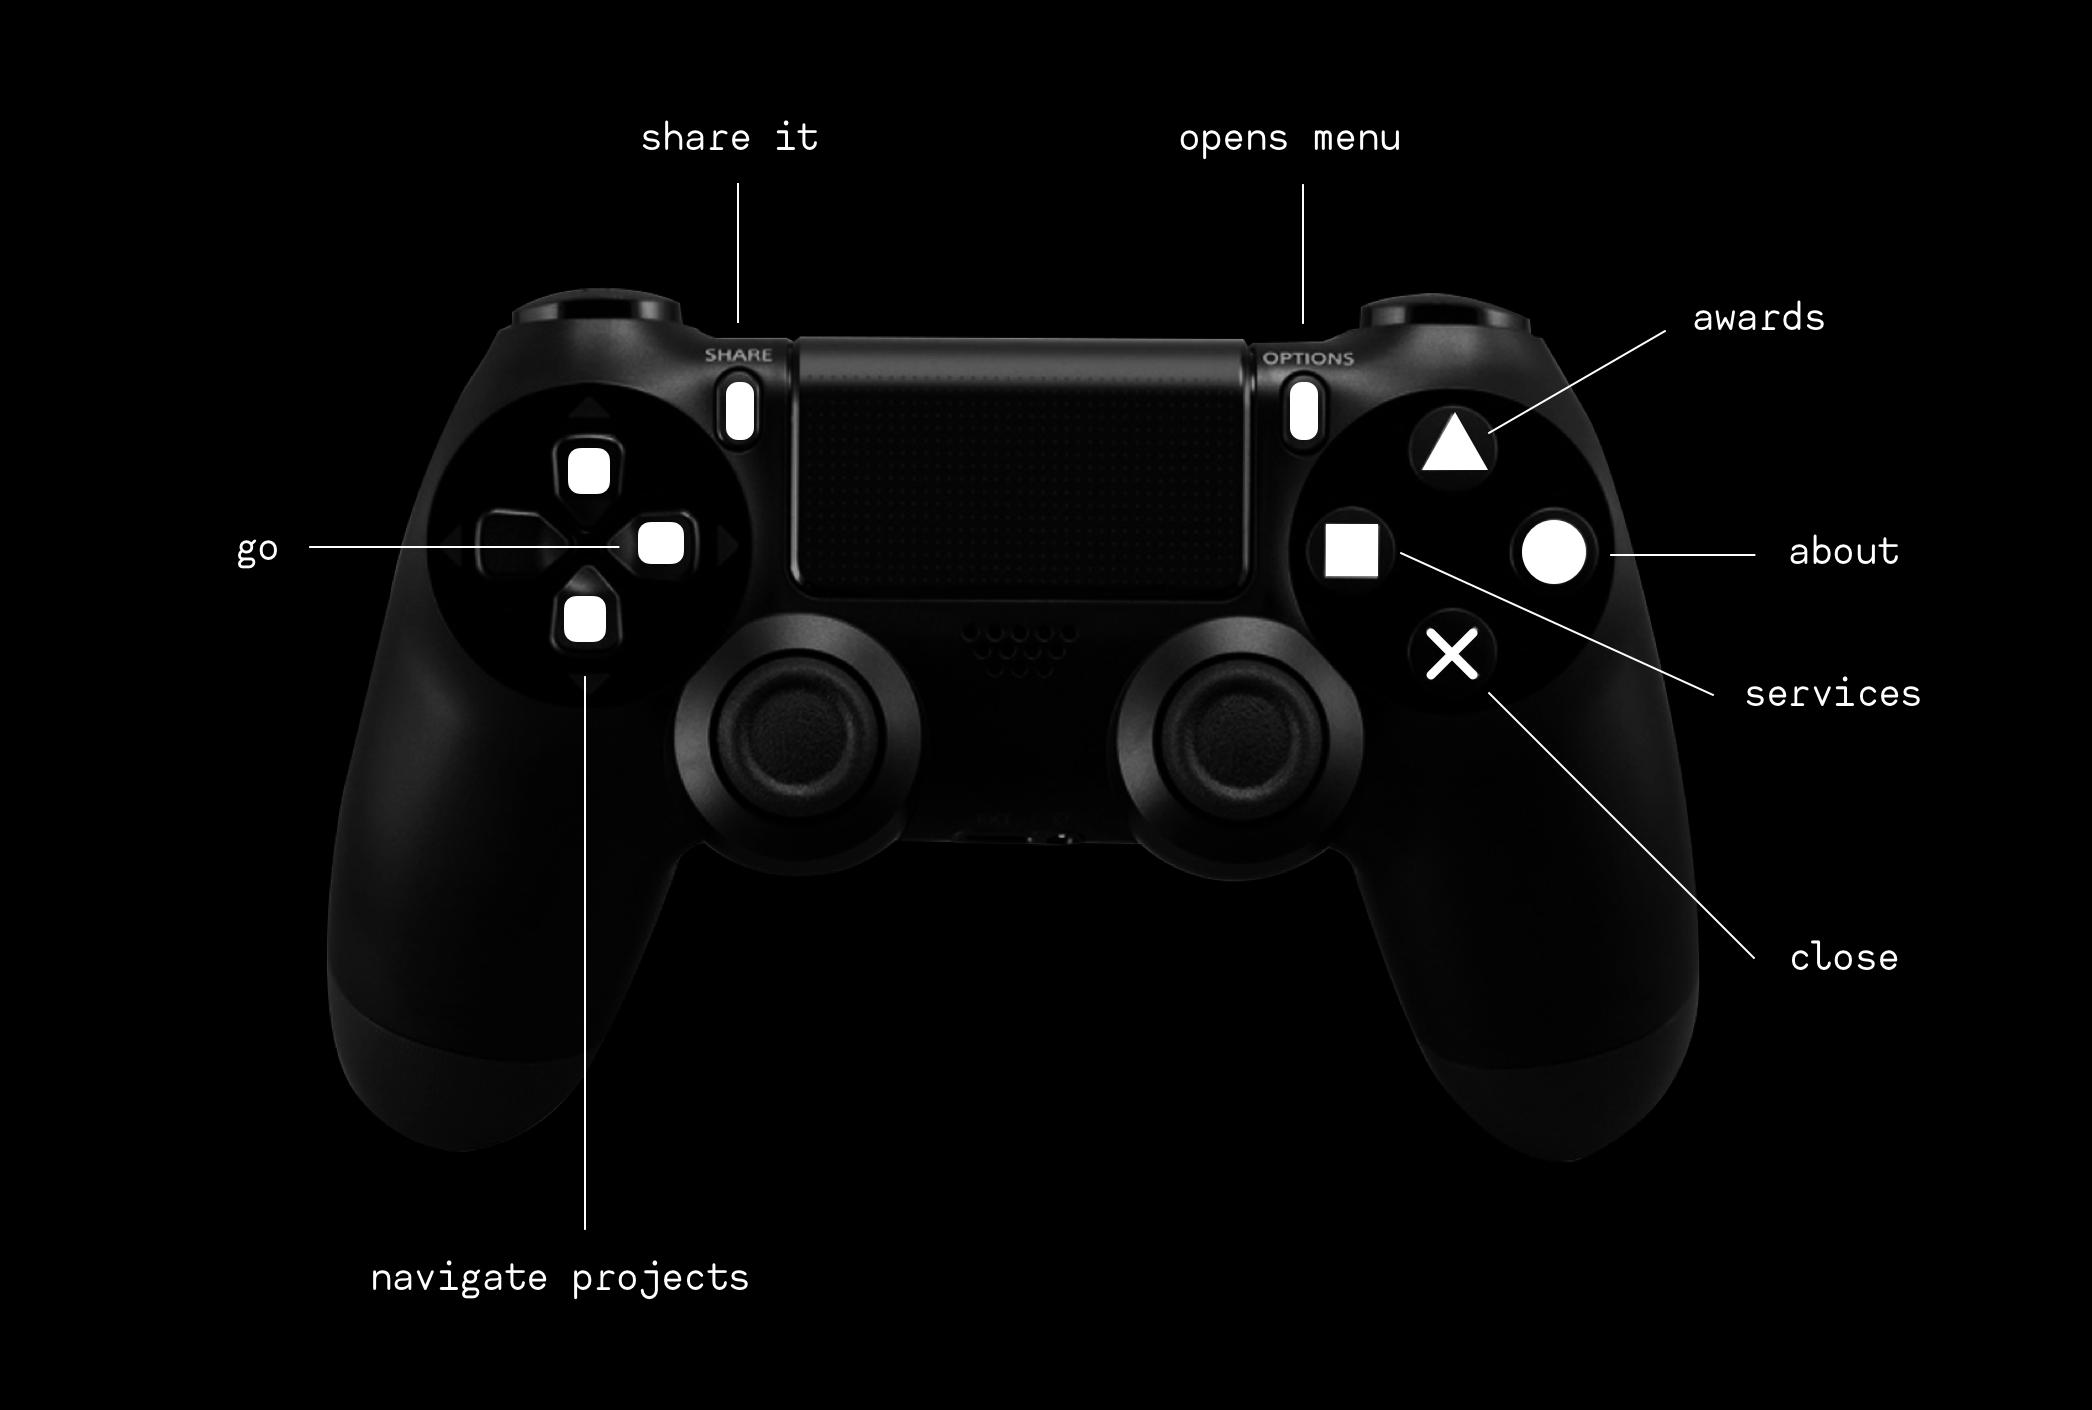 share it
opens menu
awards
SHARE
OPTIONS
go
about
services
close
navigate projects